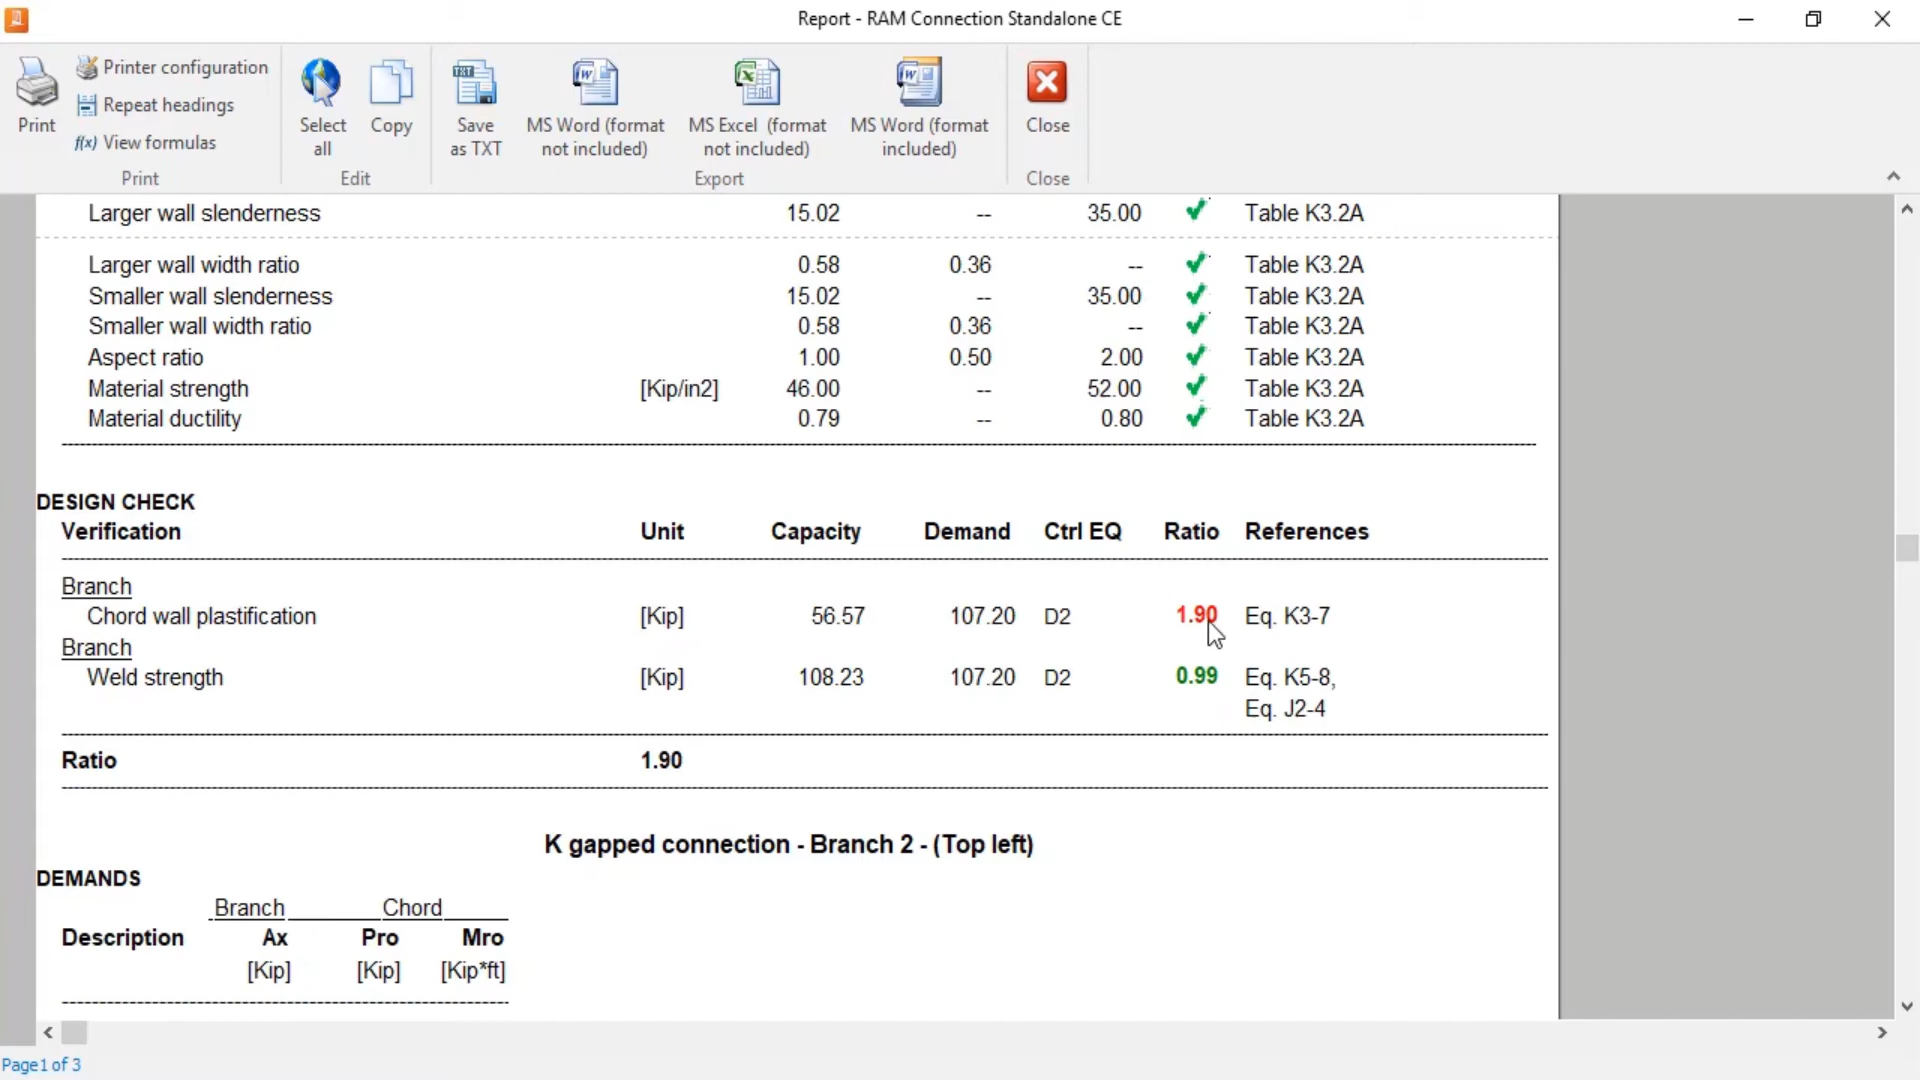 Report - RAM Connection Standalone CE
Print
Printer configuration
Repeat headings
f(x) View formulas
Select all
Copy
Save as TXT
MS Word (format not included)
MS Excel (format not included)
MS Word (format included)
Close
Print
Edit
Export
Close
Larger wall slenderness 15.02 -- 35.00 Table K3.2A
Larger wall width ratio 0.58 0.36 -- Table K3.2A
Smaller wall slenderness 15.02 -- 35.00 Table K3.2A
Smaller wall width ratio 0.58 0.36 -- Table K3.2A
Aspect ratio 1.00 0.50 2.00 Table K3.2A
Material strength [Kip/in2] 46.00 -- 52.00 Table K3.2A
Material ductility 0.79 -- 0.80 Table K3.2A
DESIGN CHECK
Verification Unit Capacity Demand Ctrl EQ Ratio References
Branch
Chord wall plastification [Kip] 56.57 107.20 D2 1.90 Eq. K3-7
Branch
Weld strength [Kip] 108.23 107.20 D2 0.99 Eq. K5-8,
Eq. J2-4
Ratio 1.90
K gapped connection - Branch 2 - (Top left)
DEMANDS
Branch Chord
Description Ax Pro Mro
[Kip] [Kip] [Kip*ft]
Page1 of 3